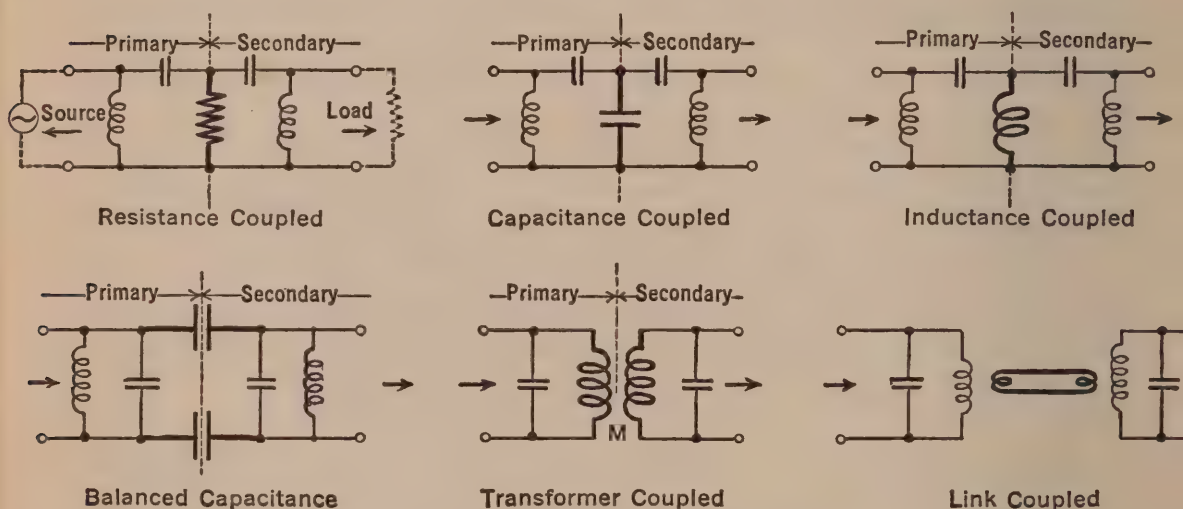 Primary Secondary
Source Load
Resistance Coupled
Primary Secondary
Capacitance Coupled
Primary Secondary
Inductance Coupled
Primary Secondary
Balanced Capacitance
Primary Secondary
M
Transformer Coupled
Link Coupled